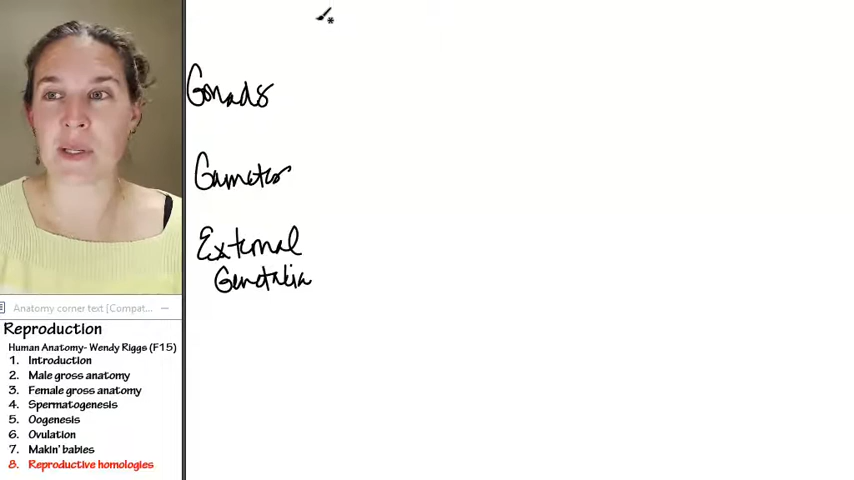 Gonads
Gametes
External
Genetalia
Anatomy corner text [Compat...
Reproduction
Human Anatomy- Wendy Riggs (F15)
1. Introduction
2. Male gross anatomy
3. Female gross anatomy
4. Spermatogenesis
5. Oogenesis
6. Ovulation
7. Makin' babies
8. Reproductive homologies